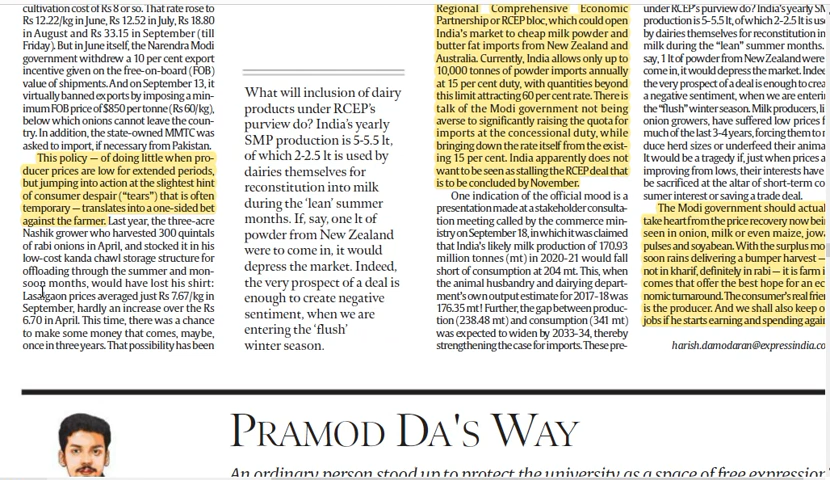 cultivation cost of Rs 8 or so. That rate rose to
Rs 12.22/kg in June, Rs 12.52 in July, Rs 18.80
in August and Rs 33.15 in September (till
Friday). But in June itself, the Narendra Modi
government withdrew a 10 per cent export
incentive given on the free-on-board (FOB)
value of shipments. And on September 13, it
virtually banned exports by imposing a min-
imum FOB price of $850 per tonne (Rs 60/kg),
below which onions cannot leave the coun-
try. In addition, the state-owned MMTC was
asked to import, if necessary from Pakistan.
This policy — of doing little when pro-
ducer prices are low for extended periods,
but jumping into action at the slightest hint
of consumer despair (“tears”) that is often
temporary — translates into a one-sided bet
against the farmer. Last year, the three-acre
Nashik grower who harvested 300 quintals
of rabi onions in April, and stocked it in his
low-cost kanda chawl storage structure for
offloading through the summer and mon-
soon months, would have lost his shirt:
Lasalgaon prices averaged just Rs 7.67/kg in
September, hardly an increase over the Rs
6.70 in April. This time, there was a chance
to make some money that comes, maybe,
once in three years. That possibility has been
What will inclusion of dairy
products under RCEP’s
purview do? India’s yearly
SMP production is 5-5.5 lt,
of which 2-2.5 lt is used by
dairies themselves for
reconstitution into milk
during the ‘lean’ summer
months. If, say, one lt of
powder from New Zealand
were to come in, it would
depress the market. Indeed,
the very prospect of a deal is
enough to create negative
sentiment, when we are
entering the ‘flush’
winter season.
Regional Comprehensive Economic
Partnership or RCEP bloc, which could open
India’s market to cheap milk powder and
butter fat imports from New Zealand and
Australia. Currently, India allows only up to
10,000 tonnes of powder imports annually
at 15 per cent duty, with quantities beyond
this limit attracting 60 per cent rate. There is
talk of the Modi government not being
averse to significantly raising the quota for
imports at the concessional duty, while
bringing down the rate itself from the exist-
ing 15 per cent. India apparently does not
want to be seen as stalling the RCEP deal that
is to be concluded by November.
One indication of the official mood is a
presentation made at a stakeholder consulta-
tion meeting called by the commerce min-
istry on September 18, in which it was claimed
that India’s likely milk production of 170.93
million tonnes (mt) in 2020-21 would fall
short of consumption at 204 mt. This, when
the animal husbandry and dairying depart-
ment’s own output estimate for 2017-18 was
176.35 mt! Further, the gap between produc-
tion (238.48 mt) and consumption (341 mt)
was expected to widen by 2033-34, thereby
strengthening the case for imports. These pre-
under RCEP’s purview do? India’s yearly SM
production is 5-5.5 lt, of which 2-2.5 lt is use
by dairies themselves for reconstitution in
milk during the “lean” summer months.
say, 1 lt of powder from New Zealand were
come in, it would depress the market. Indee
the very prospect of a deal is enough to crea
a negative sentiment, when we are enterin
the “flush” winter season. Milk producers, li
onion growers, have suffered low prices f
much of the last 3-4 years, forcing them to r
duce herd sizes or underfeed their anima
It would be a tragedy if, just when prices a
improving from lows, their interests have
be sacrificed at the altar of short-term co
sumer interest or saving a trade deal.
The Modi government should actual
take heart from the price recovery now bei
seen in onion, milk or even maize, jowa
pulses and soyabean. With the surplus mo
soon rains delivering a bumper harvest —
not in kharif, definitely in rabi — it is farm i
comes that offer the best hope for an ec
nomic turnaround. The consumer’s real frie
is the producer. And we shall also keep o
jobs if he starts earning and spending again
harish.damodaran@expressindia.co
PRAMOD DA'S WAY
An ordinary person stood up to protect the university as a space of free expression